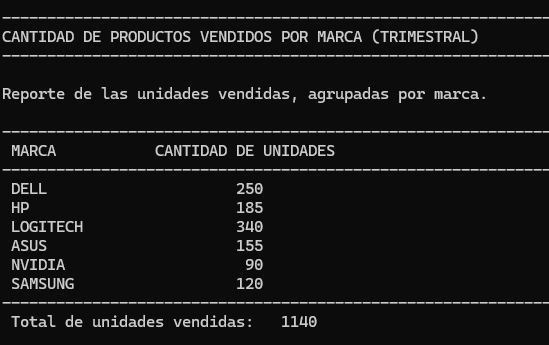 CANTIDAD DE PRODUCTOS VENDIDOS POR MARCA (TRIMESTRAL)
Reporte de las unidades vendidas, agrupadas por marca.
MARCA CANTIDAD DE UNIDADES
DELL 250
HP 185
LOGITECH 340
ASUS 155
NVIDIA 90
SAMSUNG 120
Total de unidades vendidas: 1140